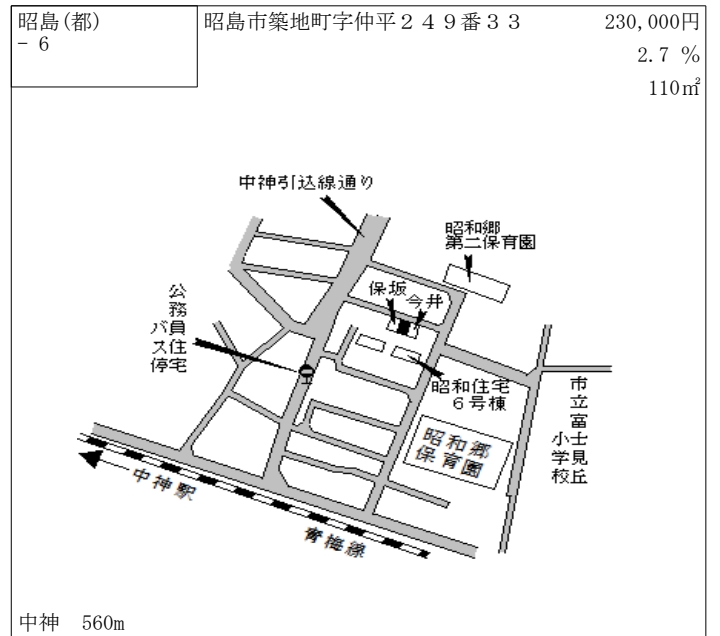 昭島(都)
- 6
昭島市築地町字仲平２４９番３３
230,000円
2.7 %
110㎡
中神引込線通り
昭和郷
第二保育園
保坂
今井
公務員住宅
バス停
昭和住宅
６号棟
市立富士見丘
小学校
昭和郷
保育園
中神駅
青梅線
中神　560m